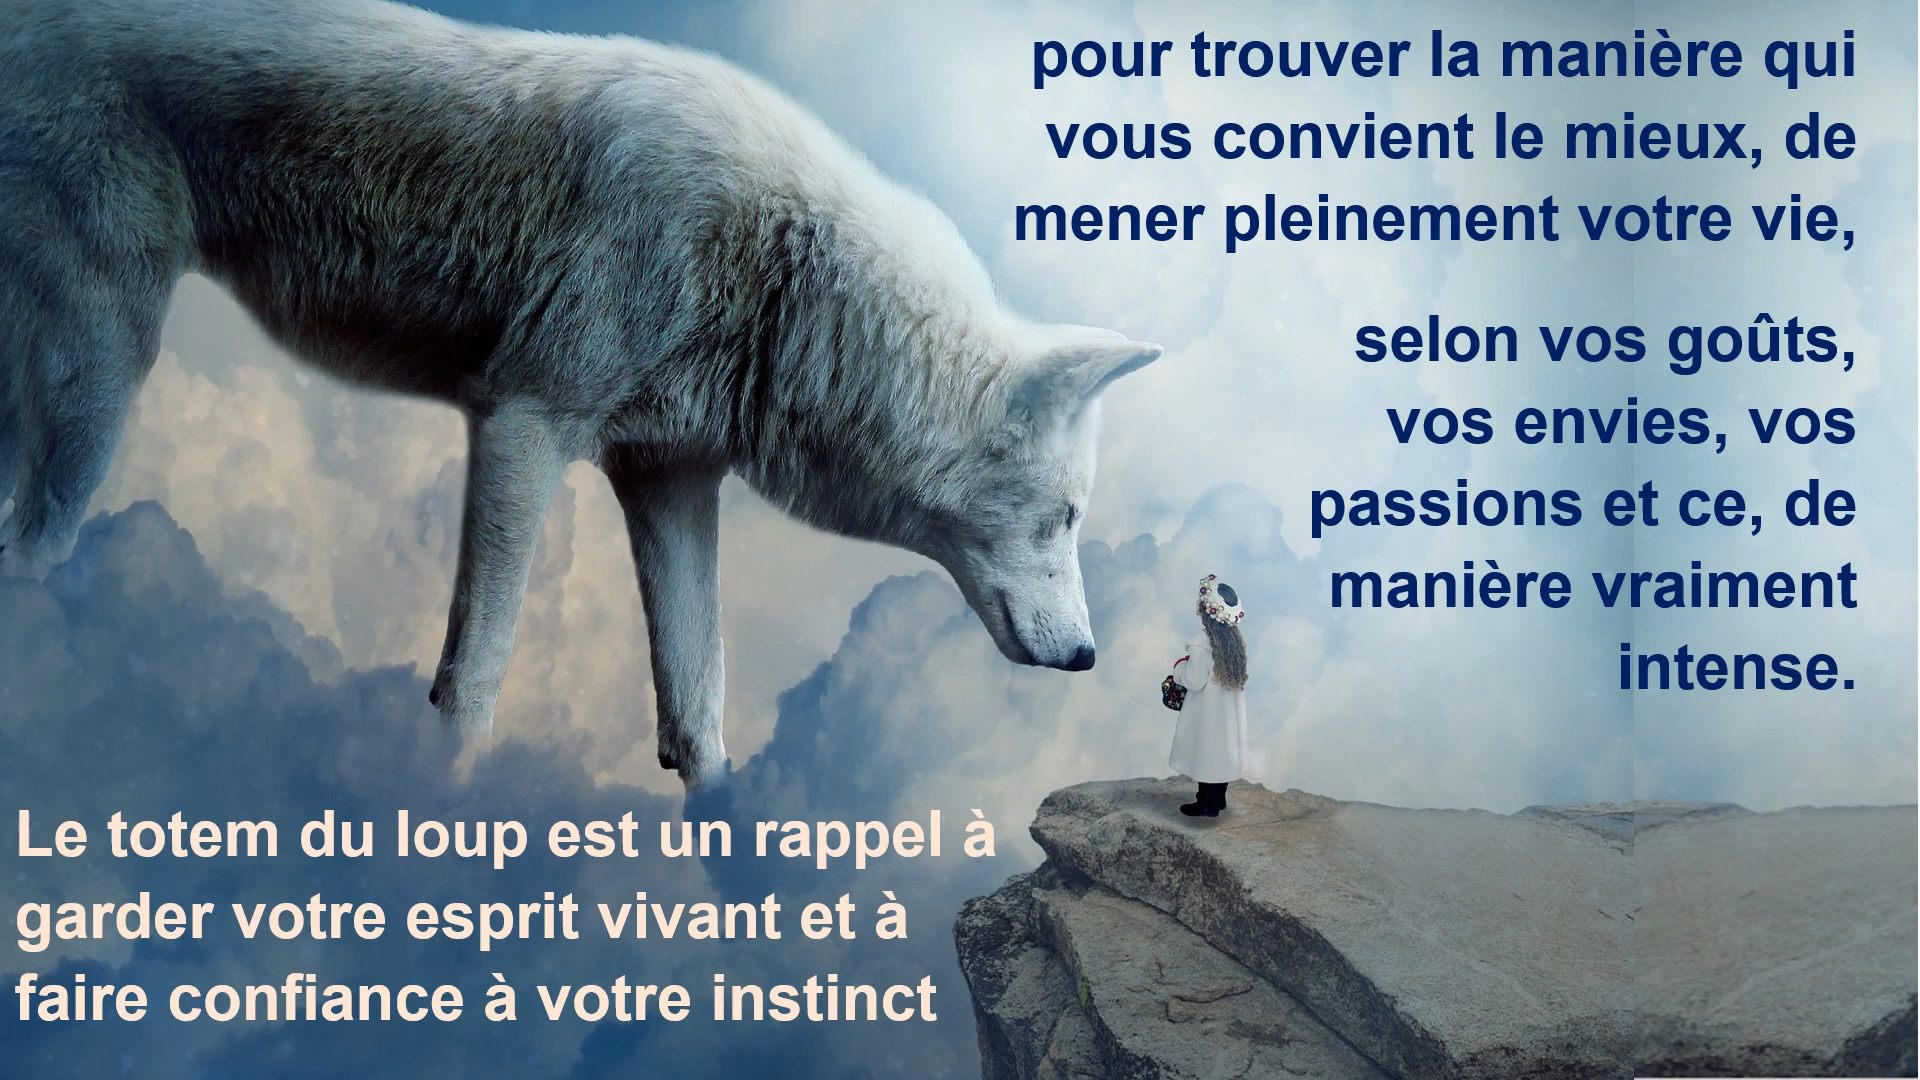 Le totem du loup est un rappel à
garder votre esprit vivant et à
faire confiance à votre instinct
pour trouver la manière qui
vous convient le mieux, de
mener pleinement votre vie,
selon vos goûts,
vos envies, vos
passions et ce, de
manière vraiment
intense.